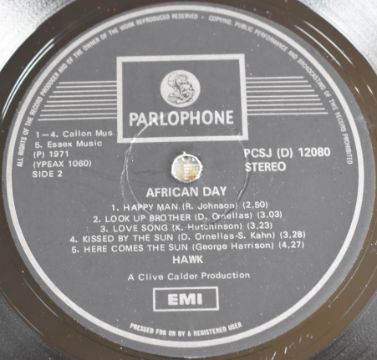 ALL RIGHTS OF THE RECORD PRODUCER AND OF THE OWNER OF THE WORK REPRODUCED RESERVED • COPYING, PUBLIC PERFORMANCE AND BROADCASTING OF THIS RECORD PROHIBITED
PARLOPHONE
1—4. Callon Mus.
5. Essex Music
(P) 1971
(YPEAX 1060)
SIDE 2
PCSJ (D) 12080
STEREO
AFRICAN DAY
1. HAPPY MAN (R. Johnson) (2,50)
2. LOOK UP BROTHER (D. Ornellas) (3,03)
3. LOVE SONG (K. Hutchinson) (3,23)
4. KISSED BY THE SUN (D. Ornellas-S. Kahn) (3,28)
5. HERE COMES THE SUN (George Harrison) (4,27)
HAWK
A Clive Calder Production
EMI
PRESSED FOR OR BY A REGISTERED USER